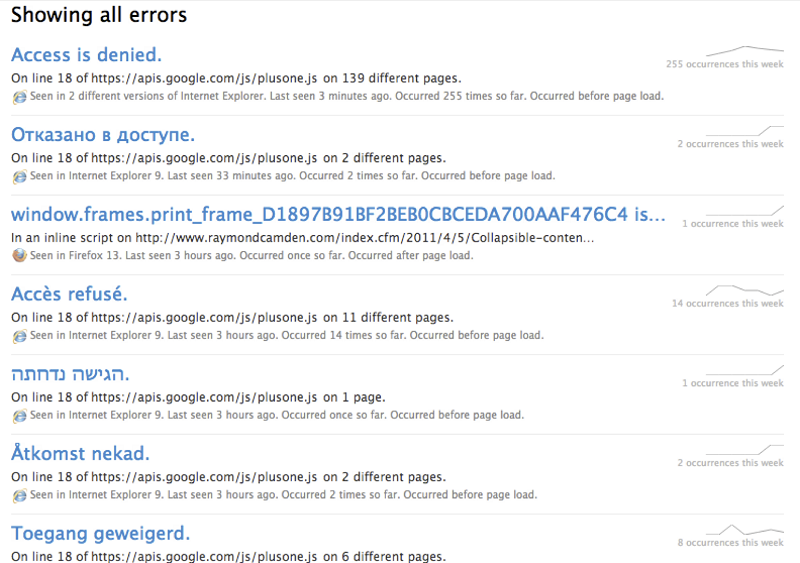 Showing all errors
Access is denied.
255 occurrences this week
On line 18 of https://apis.google.com/js/plusone.js on 139 different pages.
Seen in 2 different versions of Internet Explorer. Last seen 3 minutes ago. Occurred 255 times so far. Occurred before page load.
Отказано в доступе.
2 occurrences this week
On line 18 of https://apis.google.com/js/plusone.js on 2 different pages.
Seen in Internet Explorer 9. Last seen 33 minutes ago. Occurred 2 times so far. Occurred before page load.
window.frames.print_frame_D1897B91BF2BEB0CBCEDA700AAF476C4 is...
1 occurrence this week
In an inline script on http://www.raymondcamden.com/index.cfm/2011/4/5/Collapsible-conten...
Seen in Firefox 13. Last seen 3 hours ago. Occurred once so far. Occurred after page load.
Accès refusé.
14 occurrences this week
On line 18 of https://apis.google.com/js/plusone.js on 11 different pages.
Seen in Internet Explorer 9. Last seen 3 hours ago. Occurred 14 times so far. Occurred before page load.
הגישה נדחתה.
1 occurrence this week
On line 18 of https://apis.google.com/js/plusone.js on 1 page.
Seen in Internet Explorer 9. Last seen 3 hours ago. Occurred once so far. Occurred before page load.
Åtkomst nekad.
2 occurrences this week
On line 18 of https://apis.google.com/js/plusone.js on 2 different pages.
Seen in Internet Explorer 9. Last seen 3 hours ago. Occurred 2 times so far. Occurred before page load.
Toegang geweigerd.
8 occurrences this week
On line 18 of https://apis.google.com/js/plusone.js on 6 different pages.